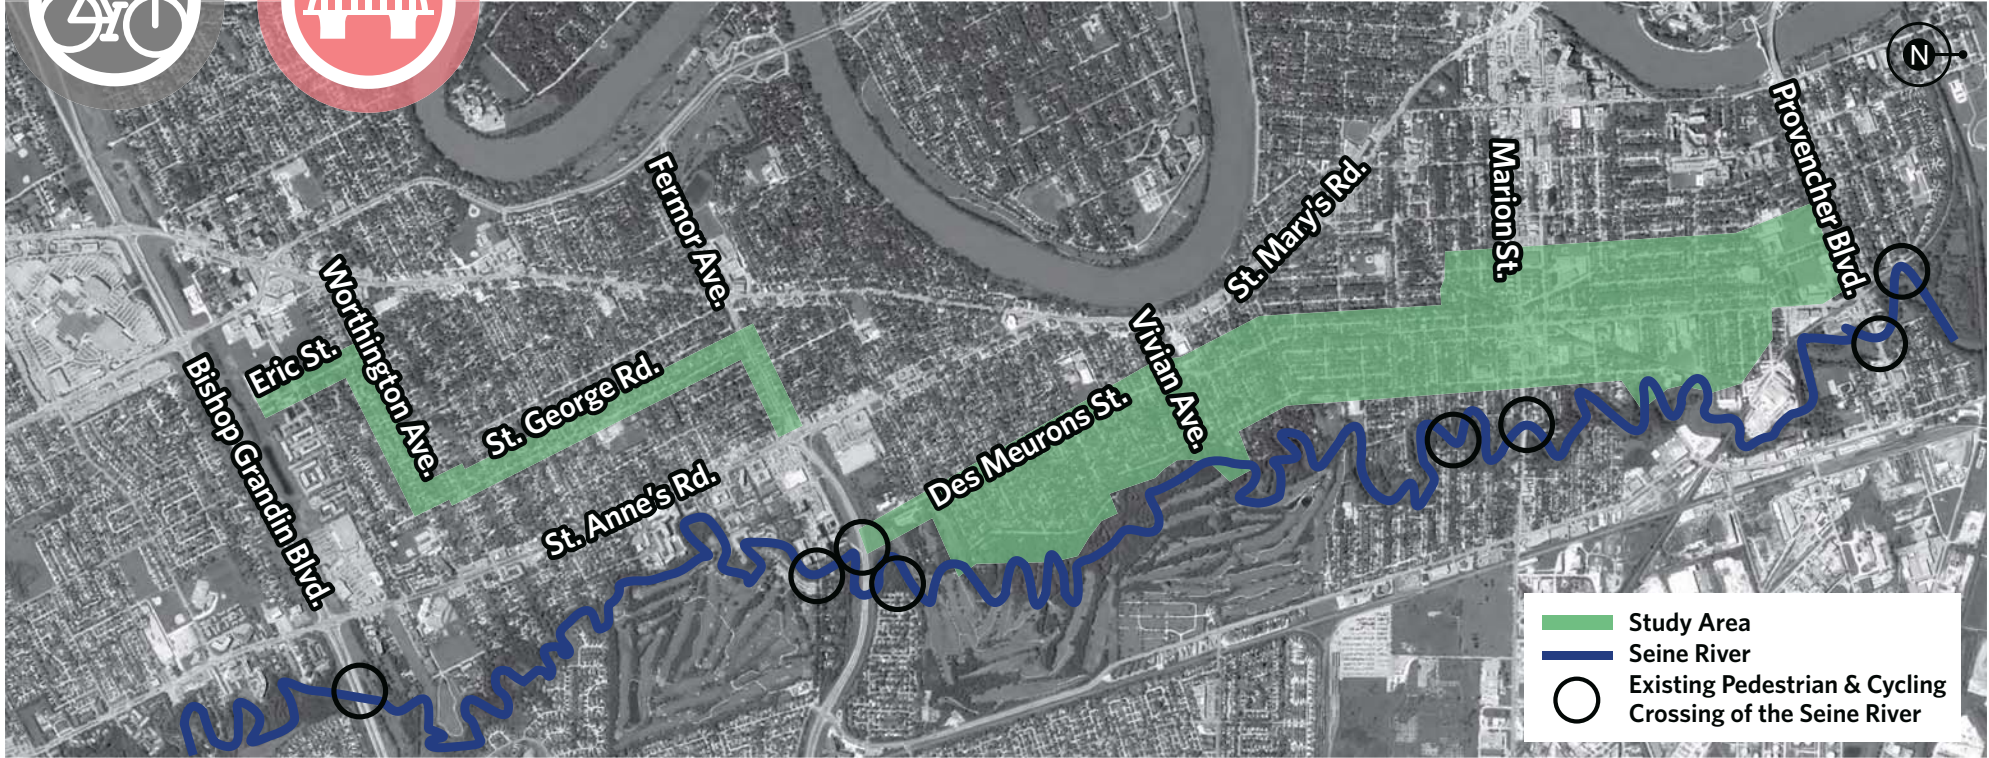 N
Provencher Blvd.
Marion St.
St. Mary's Rd.
Fermor Ave.
Worthington Ave.
Vivian Ave.
Eric St.
St. George Rd.
Des Meurons St.
Bishop Grandin Blvd.
St. Anne's Rd.
Study Area
Seine River
Existing Pedestrian & Cycling
Crossing of the Seine River